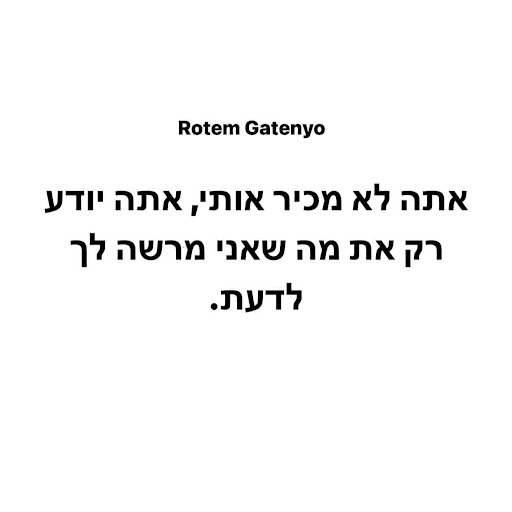 Rotem Gatenyo
אתה לא מכיר אותי, אתה יודע
רק את מה שאני מרשה לך
לדעת.